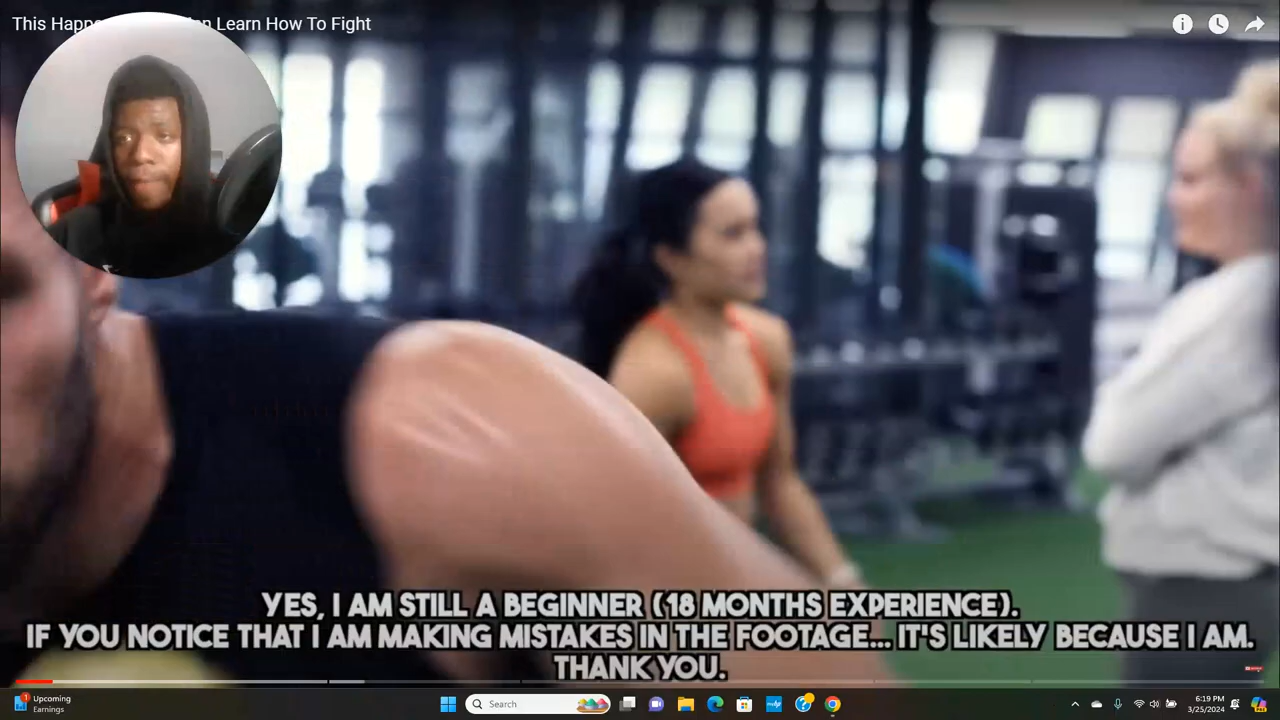 This Happe
n Learn How To Fight
YES, I AM STILL A BEGINNER (18 MONTHS EXPERIENCE).
IF YOU NOTICE THAT I AM MAKING MISTAKES IN THE FOOTAGE... IT'S LIKELY BECAUSE I AM.
THANK YOU.
Upcoming
Earnings
Search
6:19 PM
3/25/2024